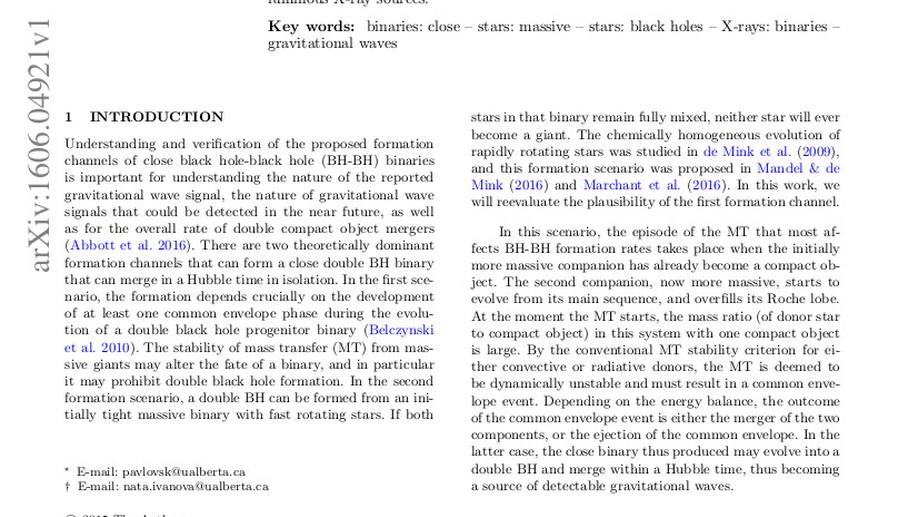 luminous X-ray sources.
Key words: binaries: close – stars: massive – stars: black holes – X-rays: binaries –
gravitational waves
arXiv:1606.04921v1
1 INTRODUCTION
Understanding and verification of the proposed formation
channels of close black hole-black hole (BH-BH) binaries
is important for understanding the nature of the reported
gravitational wave signal, the nature of gravitational wave
signals that could be detected in the near future, as well
as for the overall rate of double compact object mergers
(Abbott et al. 2016). There are two theoretically dominant
formation channels that can form a close double BH binary
that can merge in a Hubble time in isolation. In the first sce-
nario, the formation depends crucially on the development
of at least one common envelope phase during the evolu-
tion of a double black hole progenitor binary (Belczynski
et al. 2010). The stability of mass transfer (MT) from mas-
sive giants may alter the fate of a binary, and in particular
it may prohibit double black hole formation. In the second
formation scenario, a double BH can be formed from an ini-
tially tight massive binary with fast rotating stars. If both
* E-mail: pavlovsk@ualberta.ca
† E-mail: nata.ivanova@ualberta.ca
stars in that binary remain fully mixed, neither star will ever
become a giant. The chemically homogeneous evolution of
rapidly rotating stars was studied in de Mink et al. (2009),
and this formation scenario was proposed in Mandel & de
Mink (2016) and Marchant et al. (2016). In this work, we
will reevaluate the plausibility of the first formation channel.
In this scenario, the episode of the MT that most af-
fects BH-BH formation rates takes place when the initially
more massive companion has already become a compact ob-
ject. The second companion, now more massive, starts to
evolve from its main sequence, and overfills its Roche lobe.
At the moment the MT starts, the mass ratio (of donor star
to compact object) in this system with one compact object
is large. By the conventional MT stability criterion for ei-
ther convective or radiative donors, the MT is deemed to
be dynamically unstable and must result in a common enve-
lope event. Depending on the energy balance, the outcome
of the common envelope event is either the merger of the two
components, or the ejection of the common envelope. In the
latter case, the close binary thus produced may evolve into a
double BH and merge within a Hubble time, thus becoming
a source of detectable gravitational waves.